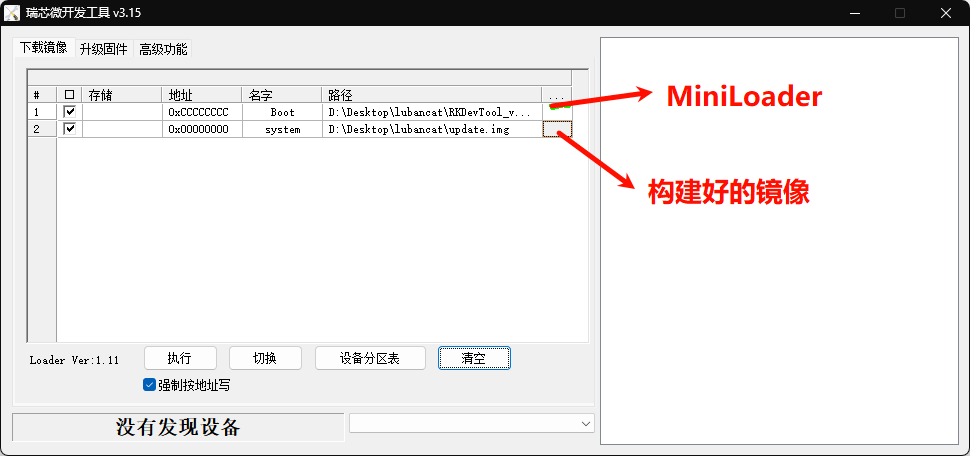 瑞芯微开发工具 v3.15
下载镜像 升级固件 高级功能
# 存储 地址 名字 路径 ...
1 0xCCCCCCCC Boot D:\Desktop\lubancat\RKDevTool_v...
2 0x00000000 system D:\Desktop\lubancat\update.img
MiniLoader
构建好的镜像
Loader Ver:1.11 执行 切换 设备分区表 清空
强制按地址写
没有发现设备